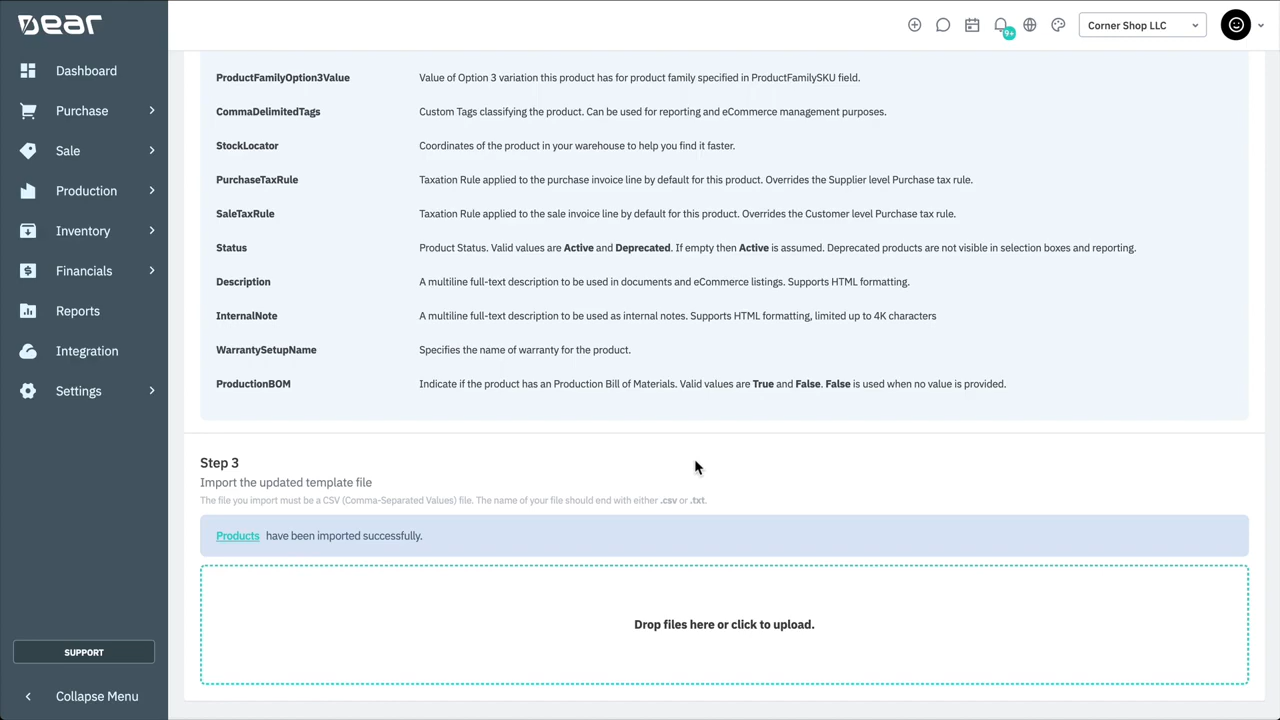 Dear
Corner Shop LLC
9+
Dashboard
Purchase
Sale
Production
Inventory
Financials
Reports
Integration
Settings
SUPPORT
Collapse Menu
ProductFamilyOption3Value Value of Option 3 variation this product has for product family specified in ProductFamilySKU field.
CommaDelimitedTags Custom Tags classifying the product. Can be used for reporting and eCommerce management purposes.
StockLocator Coordinates of the product in your warehouse to help you find it faster.
PurchaseTaxRule Taxation Rule applied to the purchase invoice line by default for this product. Overrides the Supplier level Purchase tax rule.
SaleTaxRule Taxation Rule applied to the sale invoice line by default for this product. Overrides the Customer level Purchase tax rule.
Status Product Status. Valid values are Active and Deprecated. If empty then Active is assumed. Deprecated products are not visible in selection boxes and reporting.
Description A multiline full-text description to be used in documents and eCommerce listings. Supports HTML formatting.
InternalNote A multiline full-text description to be used as internal notes. Supports HTML formatting, limited up to 4K characters
WarrantySetupName Specifies the name of warranty for the product.
ProductionBOM Indicate if the product has an Production Bill of Materials. Valid values are True and False. False is used when no value is provided.
Step 3
Import the updated template file
The file you import must be a CSV (Comma-Separated Values) file. The name of your file should end with either .csv or .txt.
Products have been imported successfully.
Drop files here or click to upload.